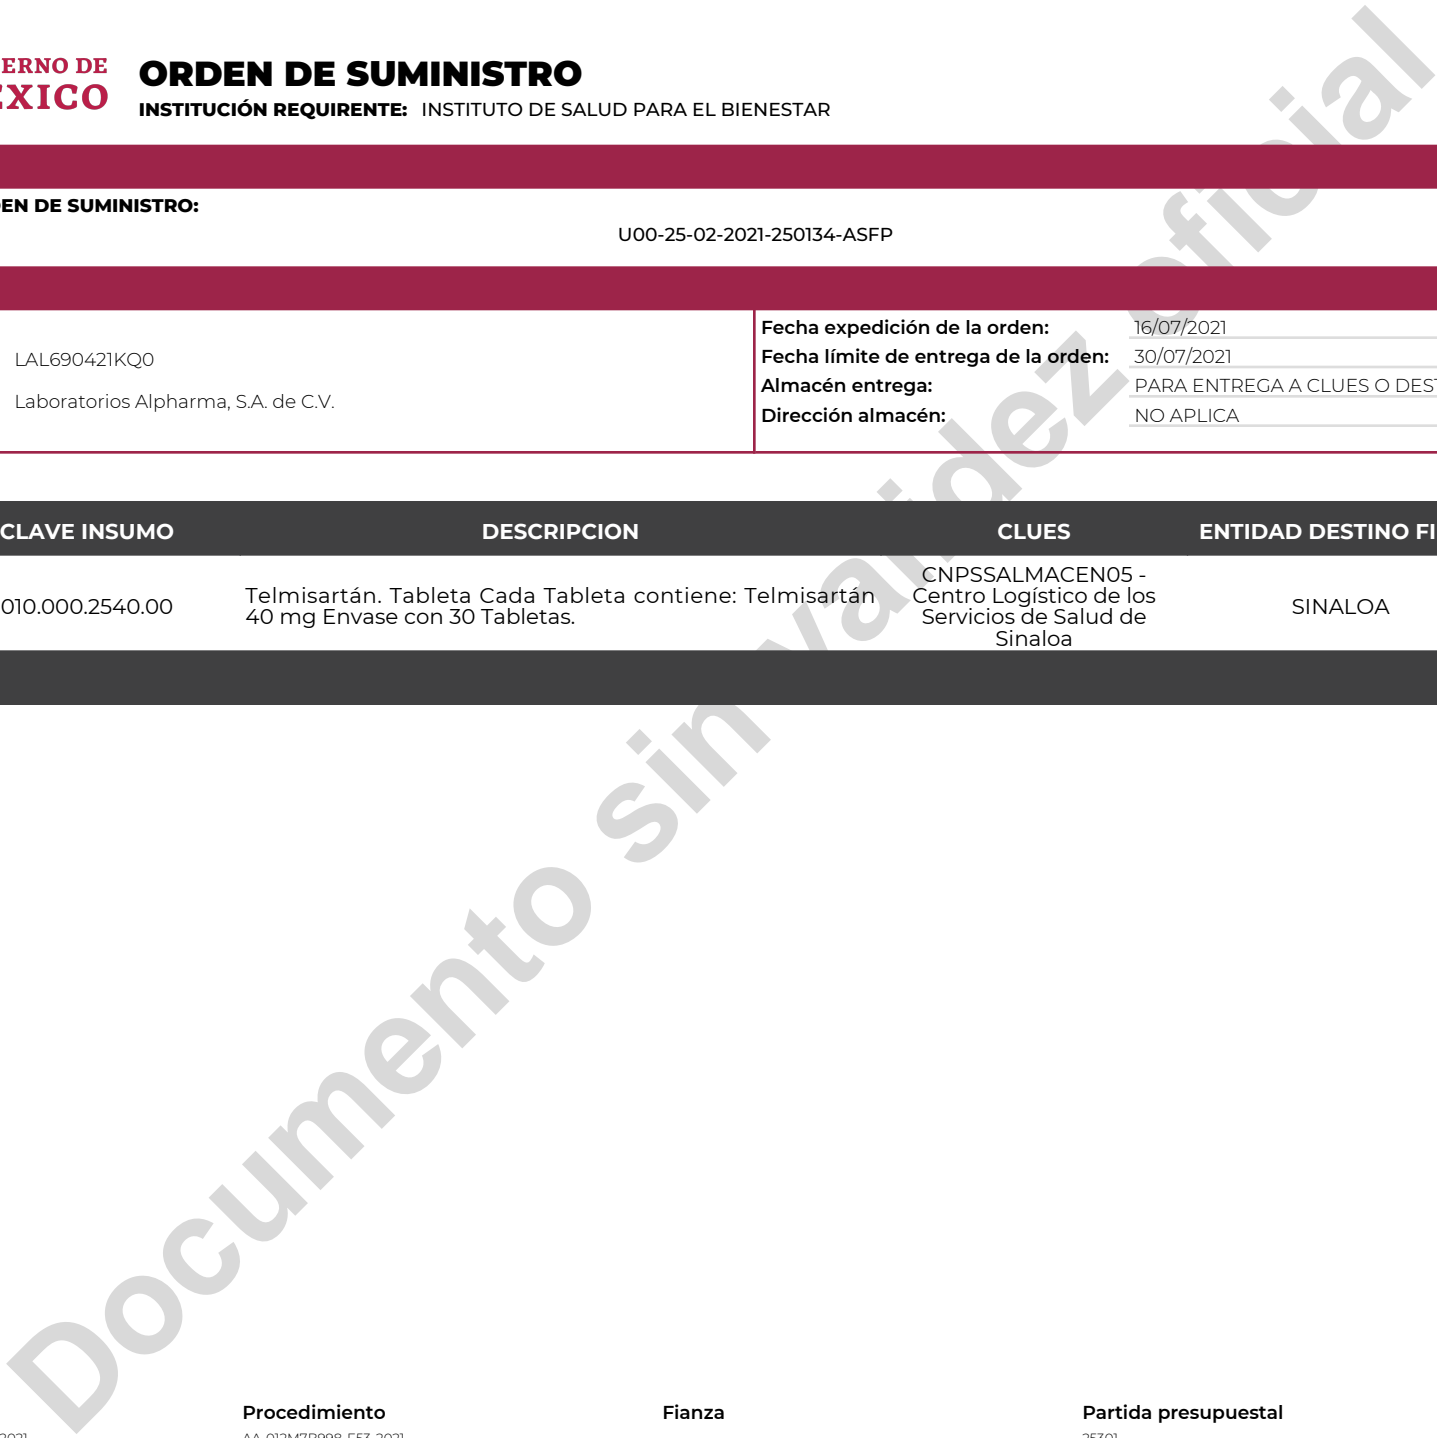 ERNO DE
ÉXICO
ORDEN DE SUMINISTRO
INSTITUCIÓN REQUIRENTE: INSTITUTO DE SALUD PARA EL BIENESTAR
EN DE SUMINISTRO:
U00-25-02-2021-250134-ASFP
LAL690421KQ0
Laboratorios Alpharma, S.A. de C.V.
Fecha expedición de la orden: 16/07/2021
Fecha límite de entrega de la orden: 30/07/2021
Almacén entrega: PARA ENTREGA A CLUES O DEST
Dirección almacén: NO APLICA
CLAVE INSUMO DESCRIPCION CLUES ENTIDAD DESTINO FI
010.000.2540.00
Telmisartán. Tableta Cada Tableta contiene: Telmisartán
40 mg Envase con 30 Tabletas.
CNPSSALMACEN05 -
Centro Logístico de los
Servicios de Salud de
Sinaloa
SINALOA
Documento sin validez oficial
Procedimiento Fianza Partida presupuestal